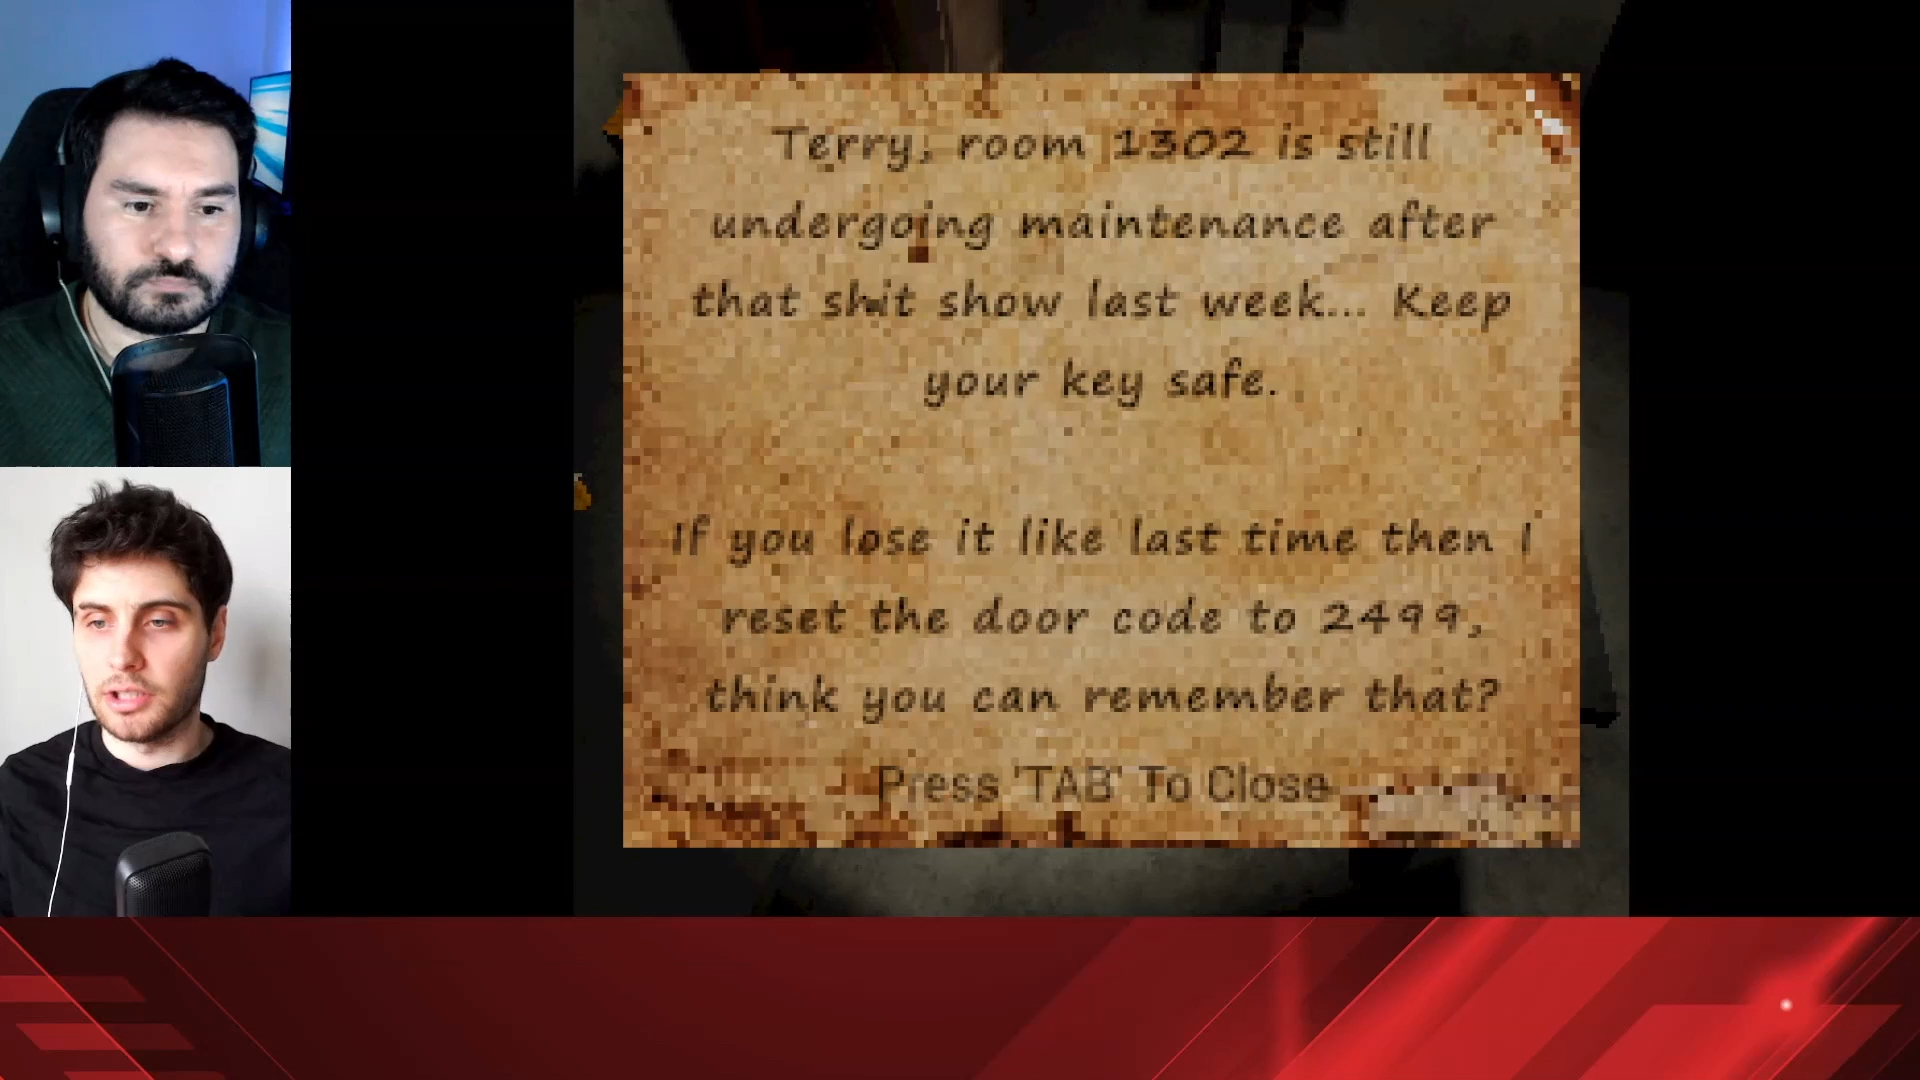 Terry, room 1302 is still
undergoing maintenance after
that shit show last week... Keep
your key safe.
If you lose it like last time then I
reset the door code to 2499,
think you can remember that?
Press 'TAB' To Close